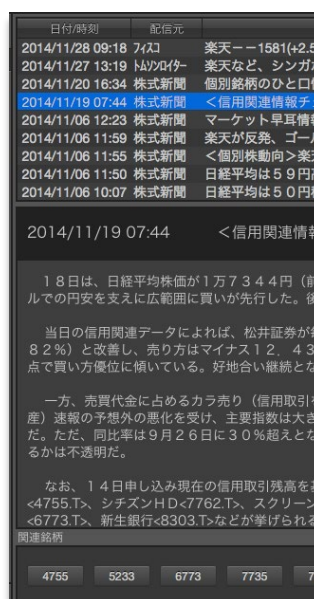 日付/時刻 配信元
2014/11/28 09:18 フィスコ 楽天ーー1581(+2.5
2014/11/27 13:19 トムソンロイター 楽天など、シンガ
2014/11/20 16:34 株式新聞 個別銘柄のひと口
2014/11/19 07:44 株式新聞 <信用関連情報チ
2014/11/06 12:23 株式新聞 マーケット早耳情
2014/11/06 11:59 株式新聞 楽天が反発、ゴー
2014/11/06 11:55 株式新聞 <個別株動向>楽
2014/11/06 11:50 株式新聞 日経平均は59円
2014/11/06 10:07 株式新聞 日経平均は50円
2014/11/19 07:44 <信用関連情
18日は、日経平均株価が1万7344円（前
ルでの円安を支えに広範囲に買いが先行した。後
当日の信用関連データによれば、松井証券が
82％）と改善し、売り方はマイナス12．43
点で買い方優位に傾いている。好地合い継続とな
一方、売買代金に占めるカラ売り（信用取引
産）速報の予想外の悪化を受け、主要指数は大き
だ。ただ、同比率は9月26日に30％超えとな
るかは不透明だ。
なお、14日申し込み現在の信用取引残高を
<4755.T>、シチズンHD<7762.T>、スクリーン
<6773.T>、新生銀行<8303.T>などが挙げられる
関連銘柄
4755 5233 6773 7735 7